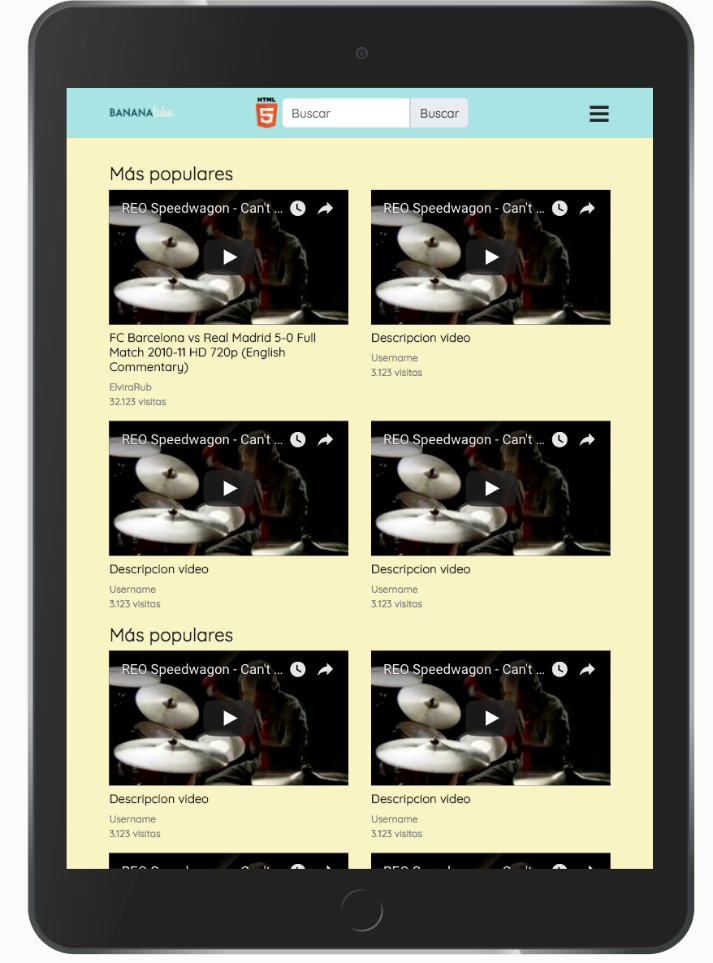 BANANAtube
HTML
5
Buscar
Buscar
Más populares
REO Speedwagon - Can't ...
REO Speedwagon - Can't ...
FC Barcelona vs Real Madrid 5-0 Full
Match 2010-11 HD 720p (English
Commentary)
ElviraRub
32.123 visitas
Descripcion video
Username
3.123 visitas
REO Speedwagon - Can't ...
REO Speedwagon - Can't ...
Descripcion video
Username
3.123 visitas
Descripcion video
Username
3.123 visitas
Más populares
REO Speedwagon - Can't ...
REO Speedwagon - Can't ...
Descripcion video
Username
3.123 visitas
Descripcion video
Username
3.123 visitas